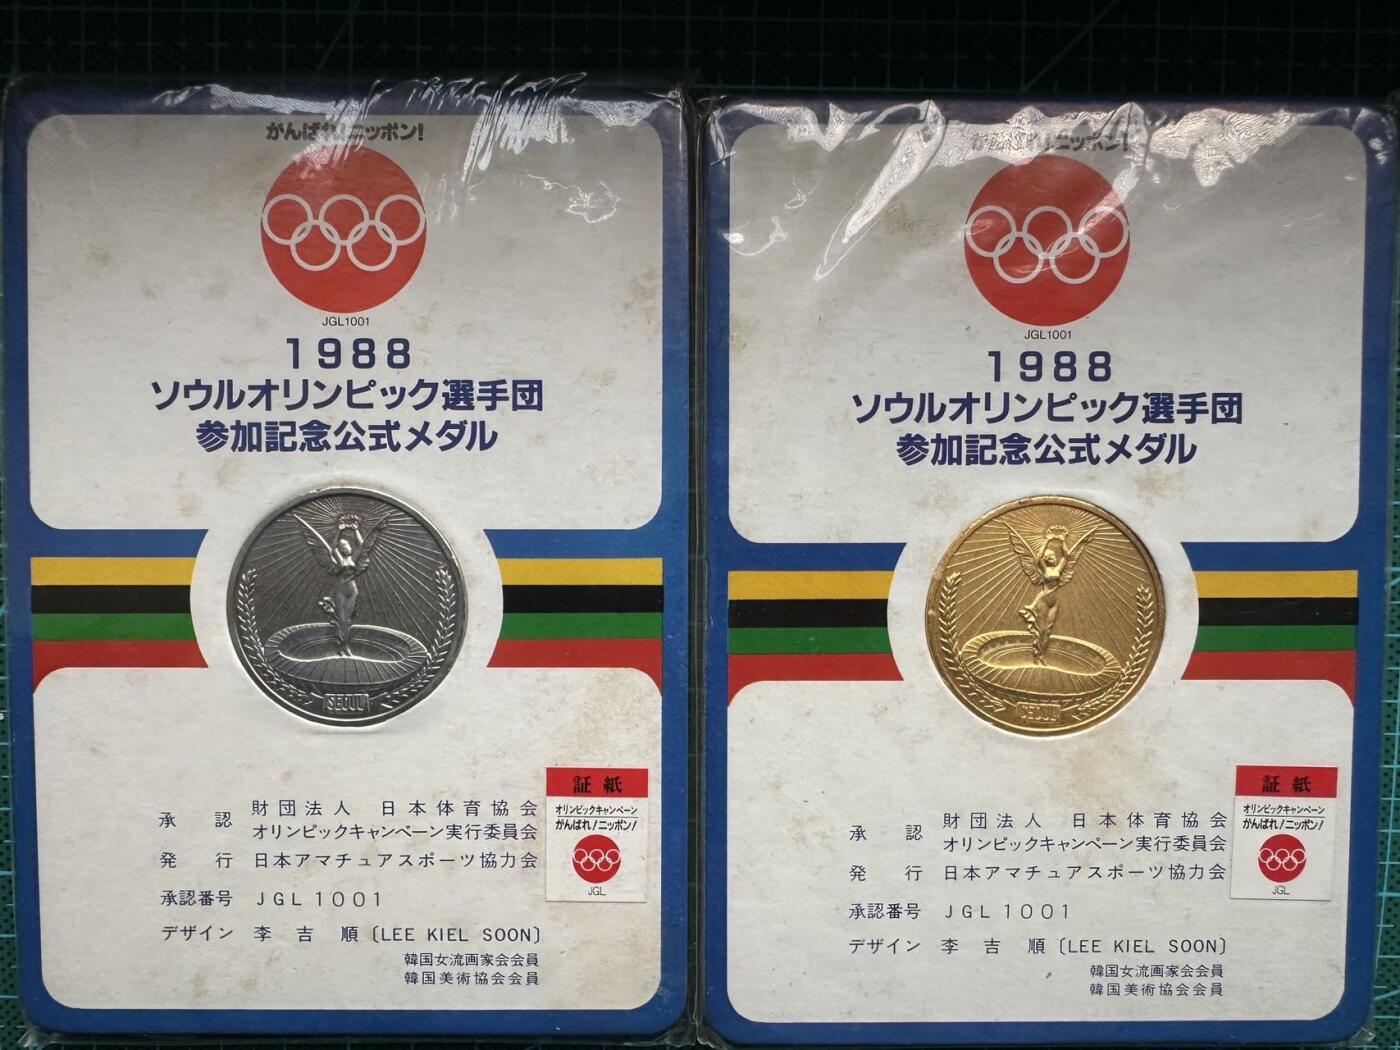 がんばれ!ニッポン!
JGL1001
1988
ソウルオリンピック選手団
参加記念公式メダル
SEOUL
証紙
オリンピックキャンペーン
がんばれ!ニッポン!
JGL
承認 財団法人 日本体育協会
オリンピックキャンペーン実行委員会
発行 日本アマチュアスポーツ協力会
承認番号 JGL1001
デザイン 李吉順〔LEE KIEL SOON〕
韓国女流画家会会員
韓国美術協会会員
がんばれ!ニッポン!
JGL1001
1988
ソウルオリンピック選手団
参加記念公式メダル
SEOUL
証紙
オリンピックキャンペーン
がんばれ!ニッポン!
JGL
承認 財団法人 日本体育協会
オリンピックキャンペーン実行委員会
発行 日本アマチュアスポーツ協力会
承認番号 JGL1001
デザイン 李吉順〔LEE KIEL SOON〕
韓国女流画家会会員
韓国美術協会会員